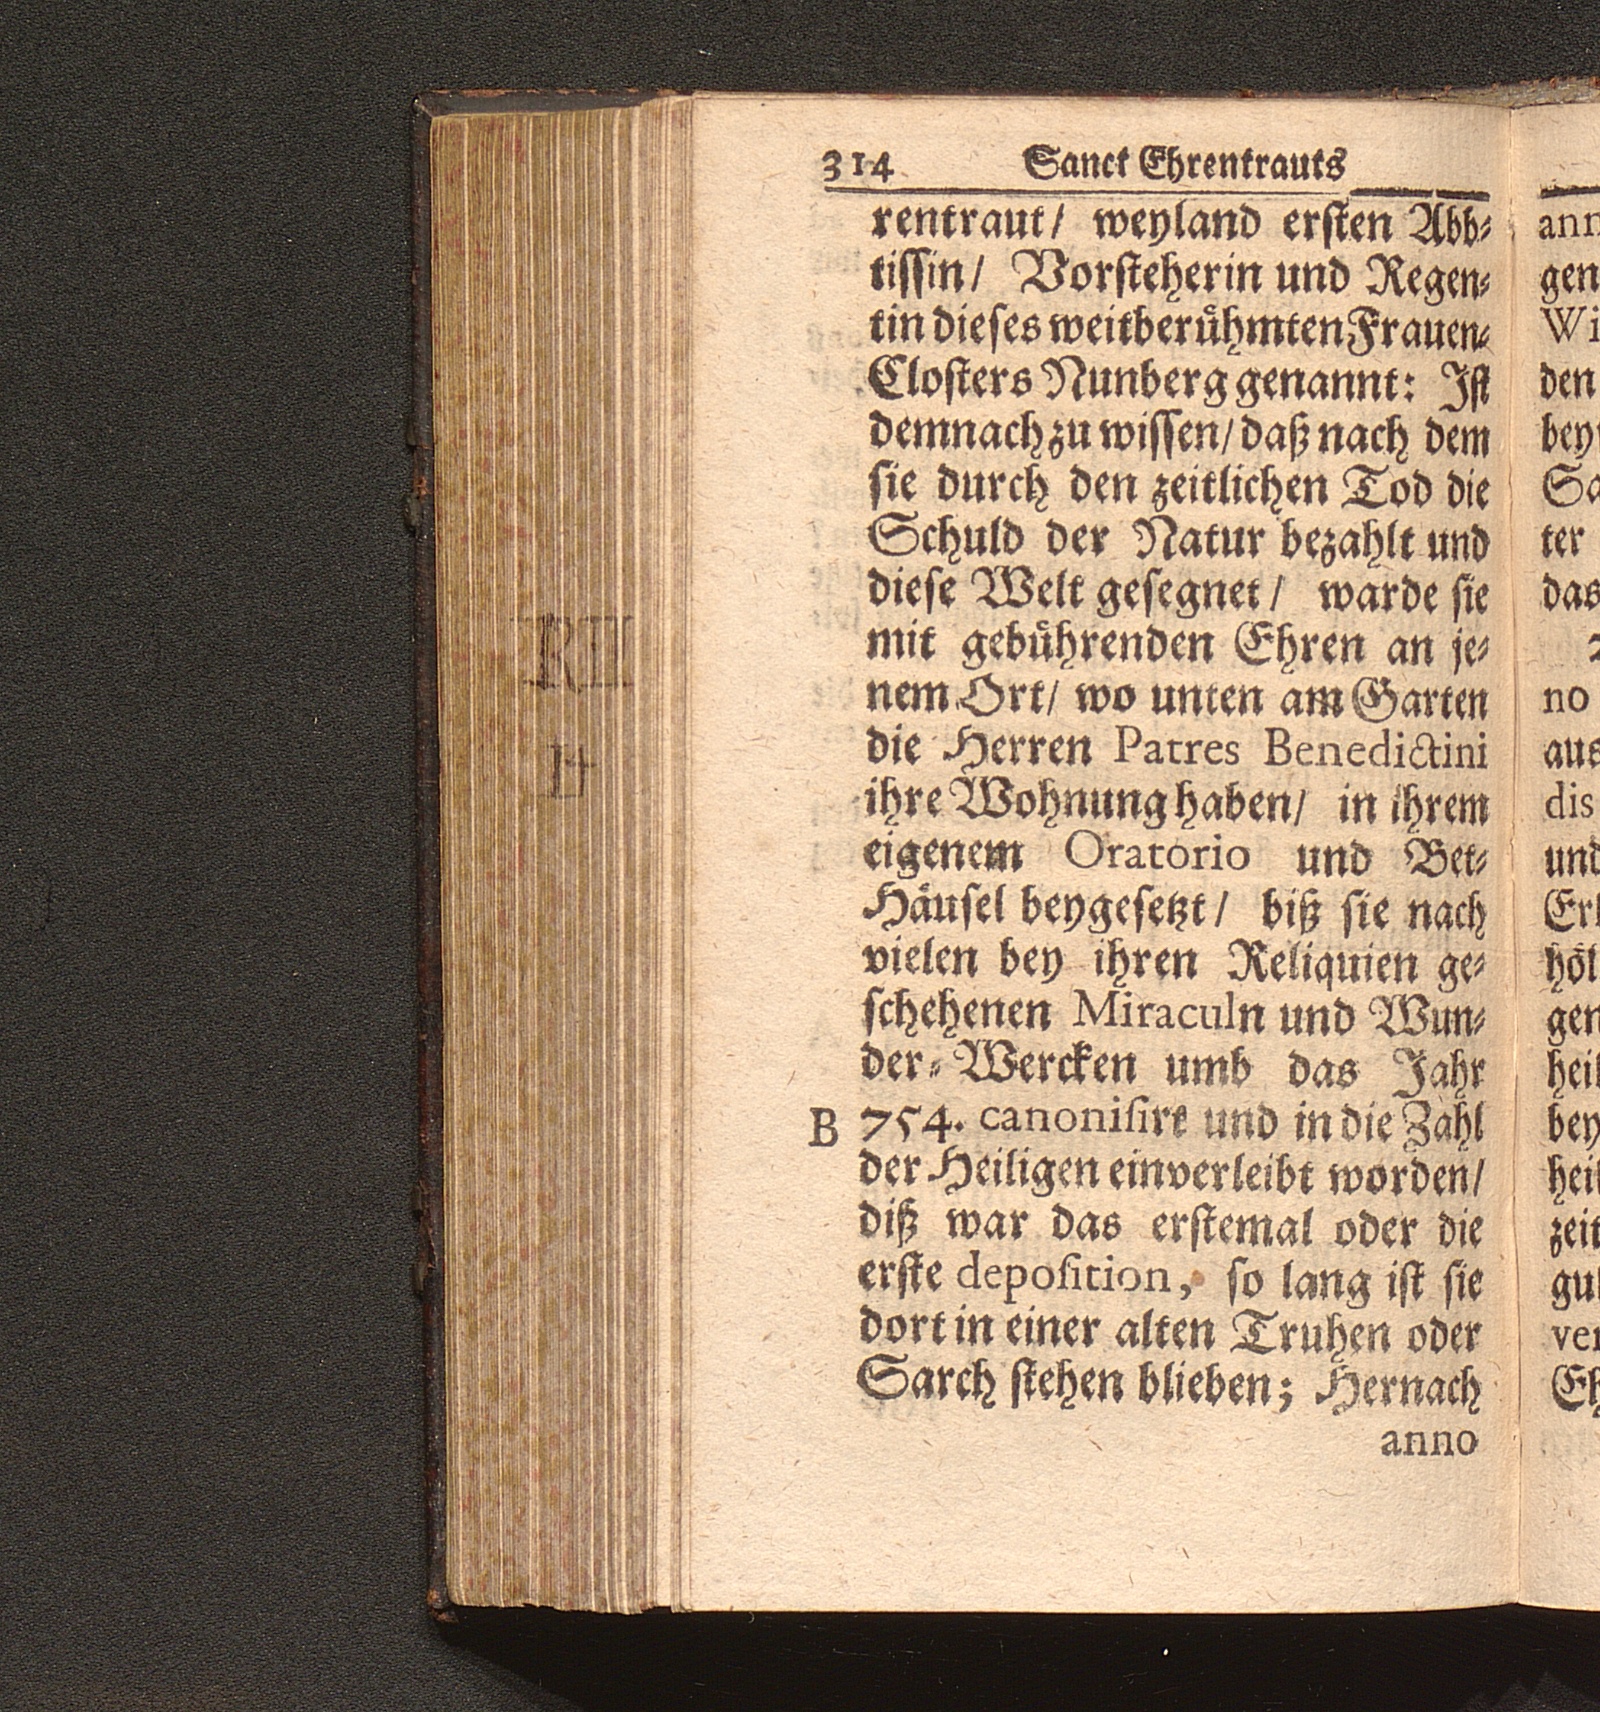 314 Sanct Ehrentrauts
rentraut/ weyland ersten Abb-
tissin/ Vorsteherin und Regen-
tin dieses weitberühmten Frauen-
Closters Nunberg genannt: Ist
demnach zu wissen/ daß nach dem
sie durch den zeitlichen Tod die
Schuld der Natur bezahlt und
diese Welt gesegnet/ warde sie
mit gebührenden Ehren an je-
nem Ort/ wo unten am Garten
die Herren Patres Benedictini
ihre Wohnung haben/ in ihrem
eigenem Oratorio und Bet-
Häusel beygesetzt/ biß sie nach
vielen bey ihren Reliquien ge-
schehenen Miraculn und Wun-
der-Wercken umb das Jahr
B 754. canonisirt und in die Zahl
der Heiligen einverleibt worden/
diß war das erstemal oder die
erste deposition, so lang ist sie
dort in einer alten Truhen oder
Sarch stehen blieben; Hernach
anno